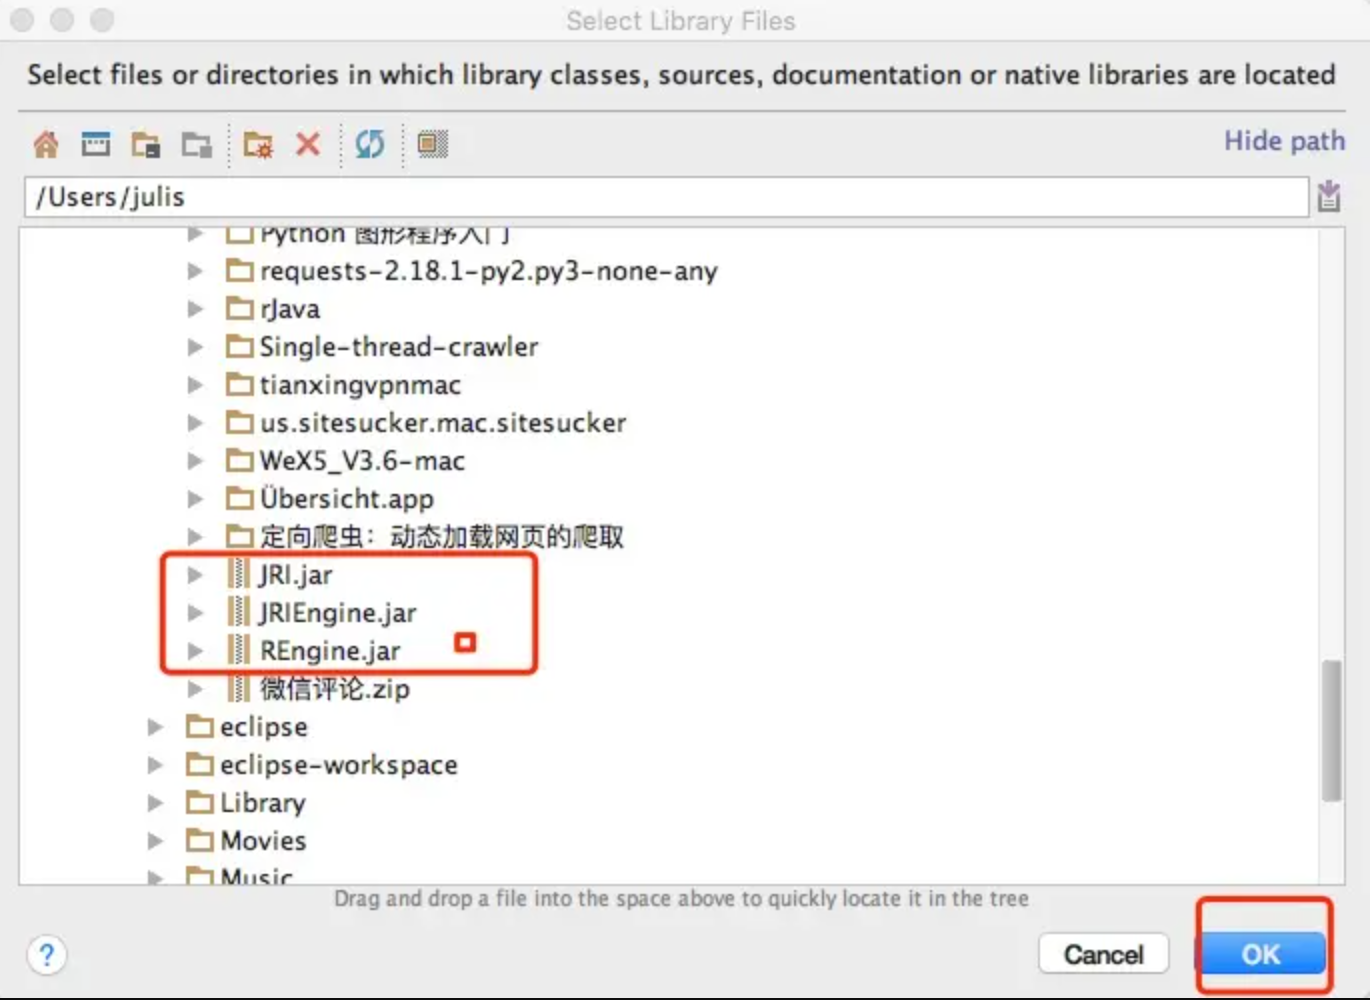 Select Library Files
Select files or directories in which library classes, sources, documentation or native libraries are located
Hide path
/Users/julis
Python 图形程序入门
requests-2.18.1-py2.py3-none-any
rJava
Single-thread-crawler
tianxingvpnmac
us.sitesucker.mac.sitesucker
WeX5_V3.6-mac
Übersicht.app
定向爬虫：动态加载网页的爬取
JRI.jar
JRIEngine.jar
REngine.jar
微信评论.zip
eclipse
eclipse-workspace
Library
Movies
Music
Drag and drop a file into the space above to quickly locate it in the tree
?
Cancel
OK